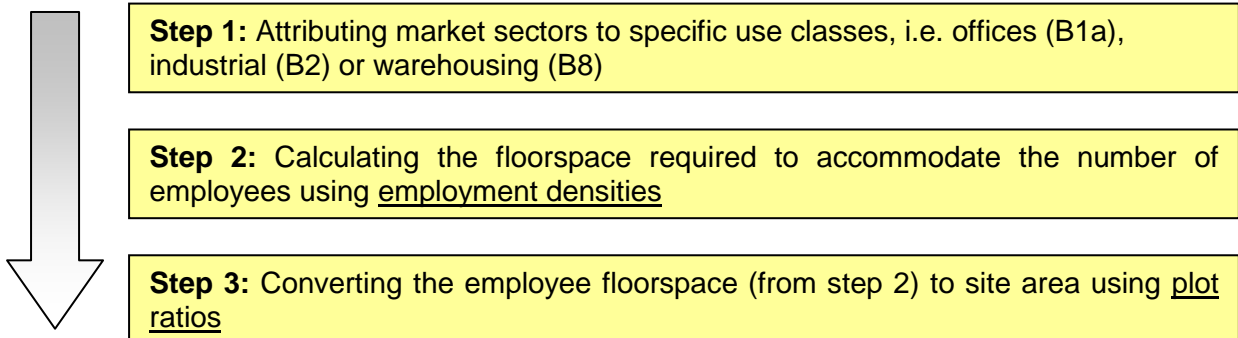 Step 1: Attributing market sectors to specific use classes, i.e. offices (B1a),
industrial (B2) or warehousing (B8)
Step 2: Calculating the floorspace required to accommodate the number of
employees using employment densities
Step 3: Converting the employee floorspace (from step 2) to site area using plot
ratios